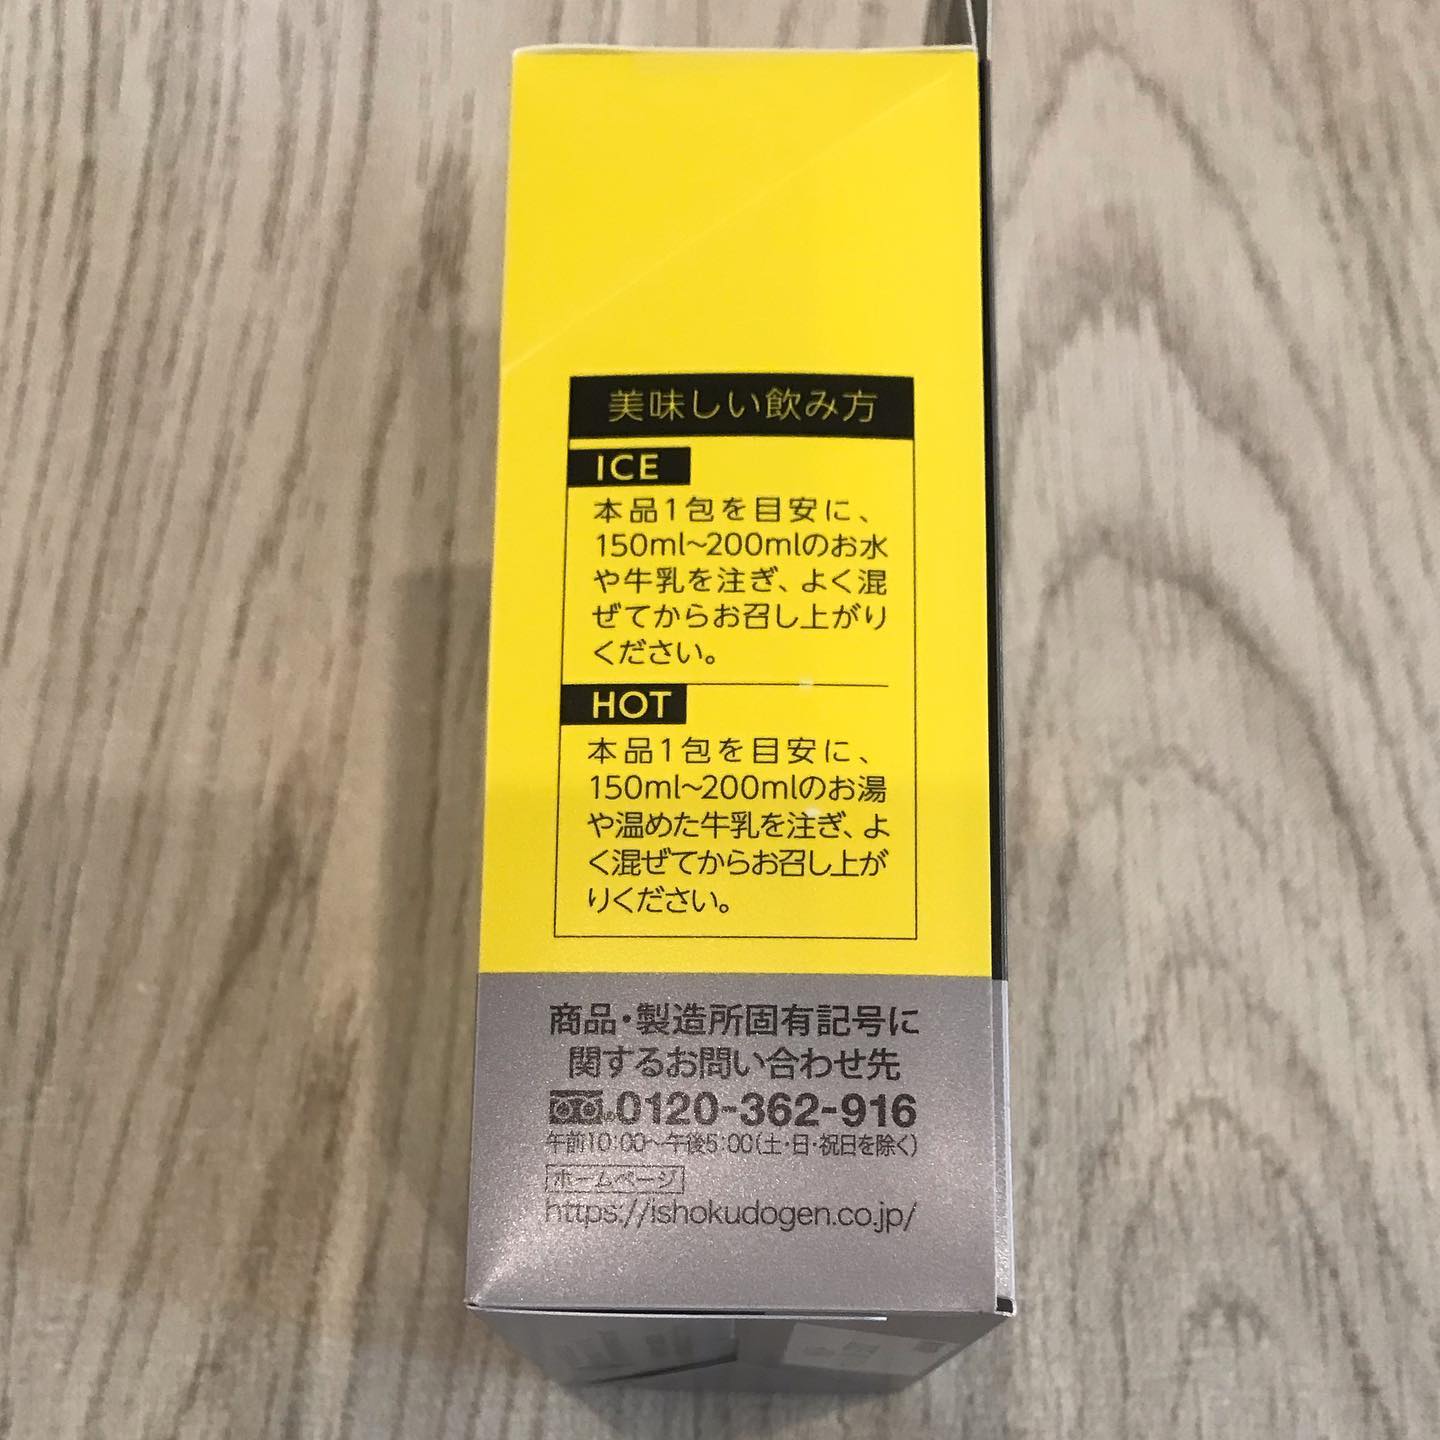 美味しい飲み方
ICE
本品1包を目安に、
150ml~200mlのお水
や牛乳を注ぎ、よく混
ぜてからお召し上がり
ください。
HOT
本品1包を目安に、
150ml~200mlのお湯
や温めた牛乳を注ぎ、よ
く混ぜてからお召し上が
りください。
商品・製造所固有記号に
関するお問い合わせ先
0120-362-916
午前10:00~午後5:00(土・日・祝日を除く)
ホームページ
https://ishokudogen.co.jp/